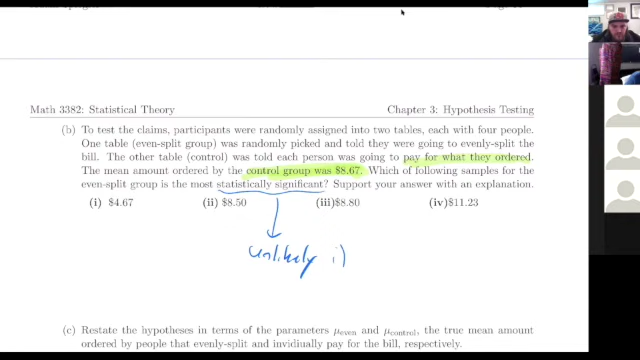 Math 3382: Statistical Theory
Chapter 3: Hypothesis Testing
(b) To test the claims, participants were randomly assigned into two tables, each with four people.
One table (even-split group) was randomly picked and told they were going to evenly-split the
bill. The other table (control) was told each person was going to pay for what they ordered.
The mean amount ordered by the control group was $8.67. Which of following samples for the
even-split group is the most statistically significant? Support your answer with an explanation.
(i) $4.67 (ii) $8.50 (iii) $8.80 (iv) $11.23
unlikely i)
(c) Restate the hypotheses in terms of the parameters μeven and μcontrol, the true mean amount
ordered by people that evenly-split and invidiually pay for the bill, respectively.